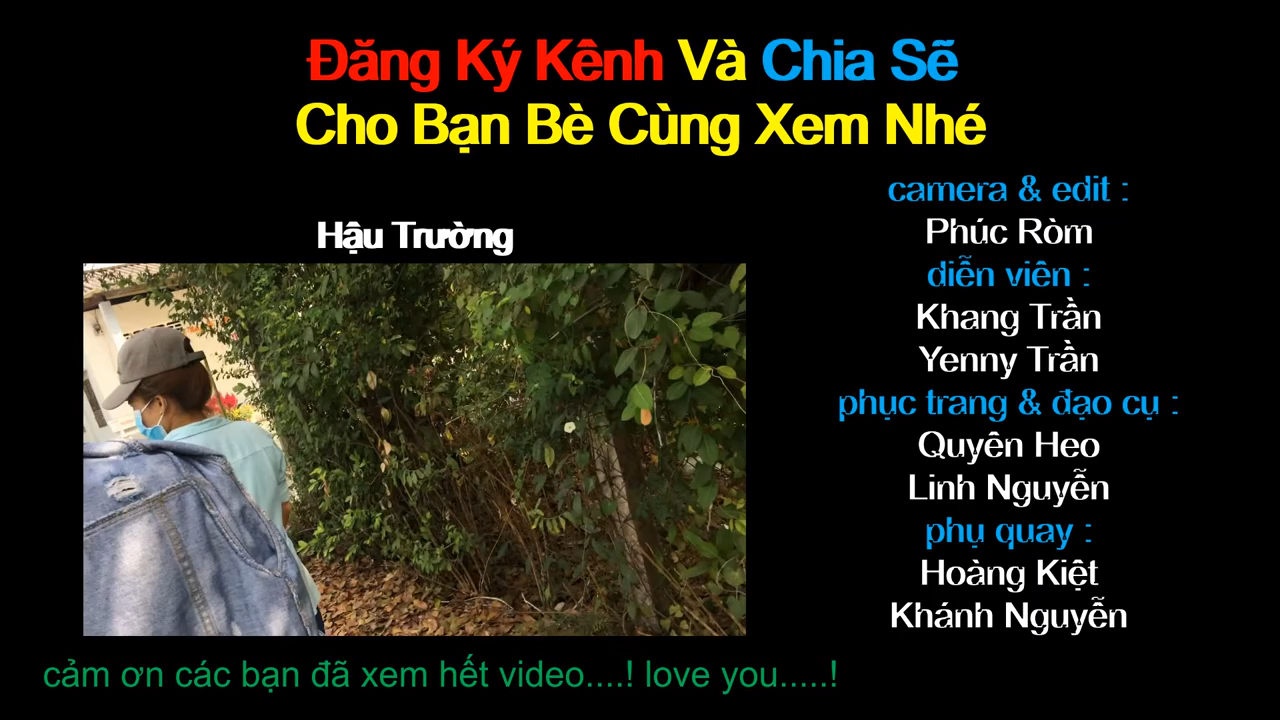 Đăng Ký Kênh Và Chia Sẽ
Cho Bạn Bè Cùng Xem Nhé
Hậu Trường
camera & edit :
Phúc Ròm
diễn viên :
Khang Trần
Yenny Trần
phục trang & đạo cụ :
Quyên Heo
Linh Nguyễn
phụ quay :
Hoàng Kiệt
Khánh Nguyễn
cảm ơn các bạn đã xem hết video....! love you.....!